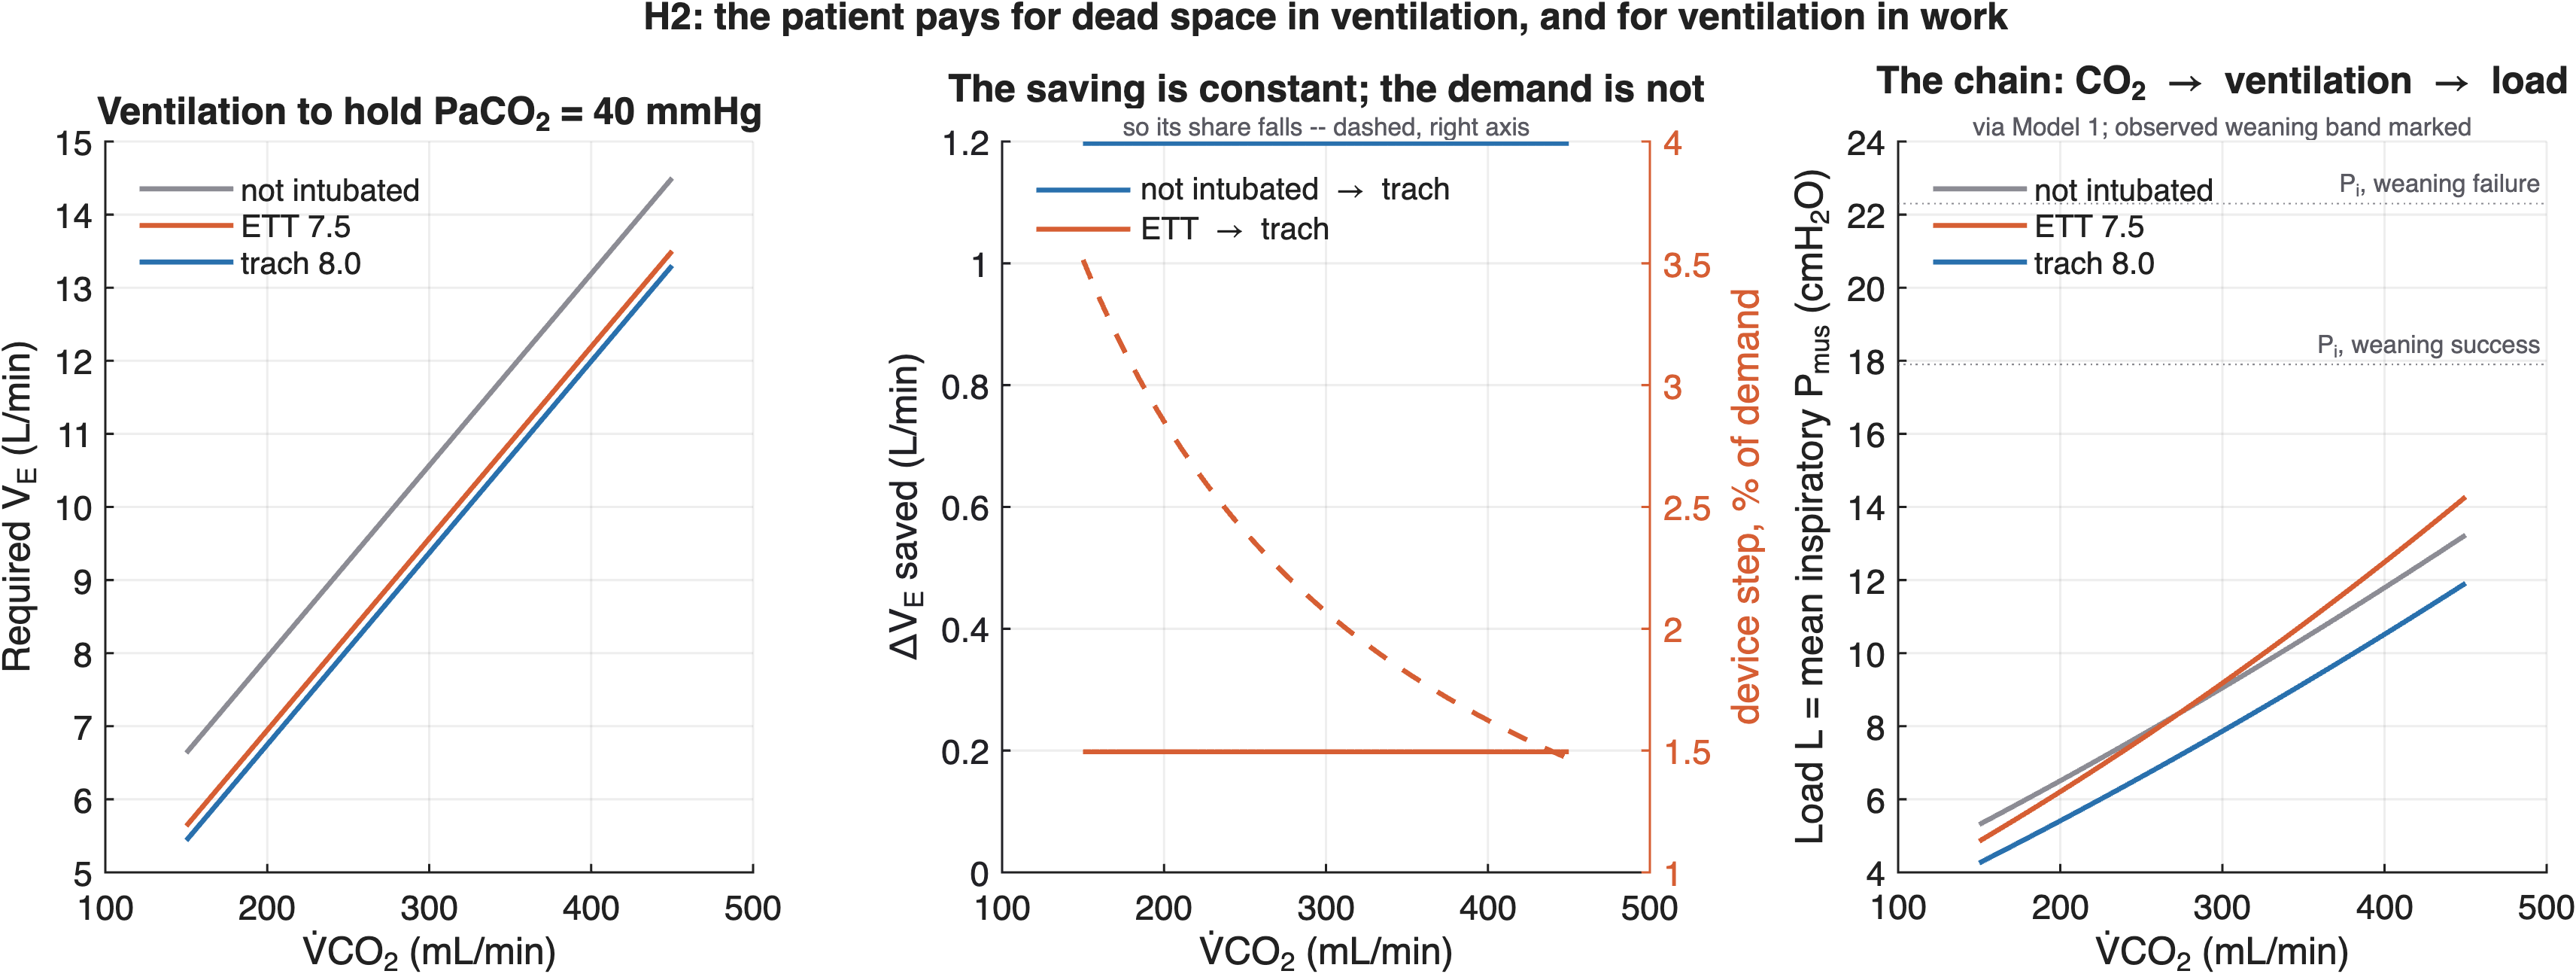 H2: the patient pays for dead space in ventilation, and for ventilation in work
Ventilation to hold PaCO₂ = 40 mmHg
15
14
13
12
11
10
9
8
7
6
5
100
200
300
400
500
Required V_E (L/min)
V̇CO₂ (mL/min)
not intubated
ETT 7.5
trach 8.0
The saving is constant; the demand is not
so its share falls -- dashed, right axis
1.2
1
0.8
0.6
0.4
0.2
0
4
3.5
3
2.5
2
1.5
1
100
200
300
400
500
ΔV_E saved (L/min)
device step, % of demand
V̇CO₂ (mL/min)
not intubated → trach
ETT → trach
The chain: CO₂ → ventilation → load
via Model 1; observed weaning band marked
24
22
20
18
16
14
12
10
8
6
4
100
200
300
400
500
Load L = mean inspiratory P_mus (cmH₂O)
V̇CO₂ (mL/min)
not intubated
ETT 7.5
trach 8.0
P_i, weaning failure
P_i, weaning success